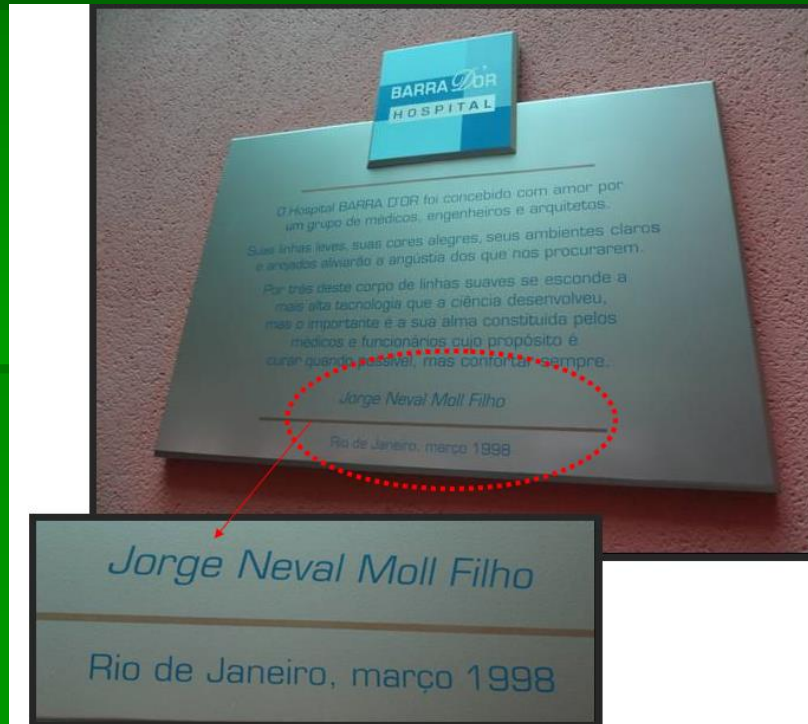 BARRA D'OR
HOSPITAL
O Hospital BARRA D'OR foi concebido com amor por
um grupo de médicos, engenheiros e arquitetos.
Suas linhas leves, suas cores alegres, seus ambientes claros
e arejados aliviarão a angústia dos que nos procurarem.
Por trás deste corpo de linhas suaves se esconde a
mais alta tecnologia que a ciência desenvolveu,
mas o importante é a sua alma constituída pelos
médicos e funcionários cujo propósito é
curar quando possível, mas confortar sempre.
Jorge Neval Moll Filho
Rio de Janeiro, março 1998
Jorge Neval Moll Filho
Rio de Janeiro, março 1998